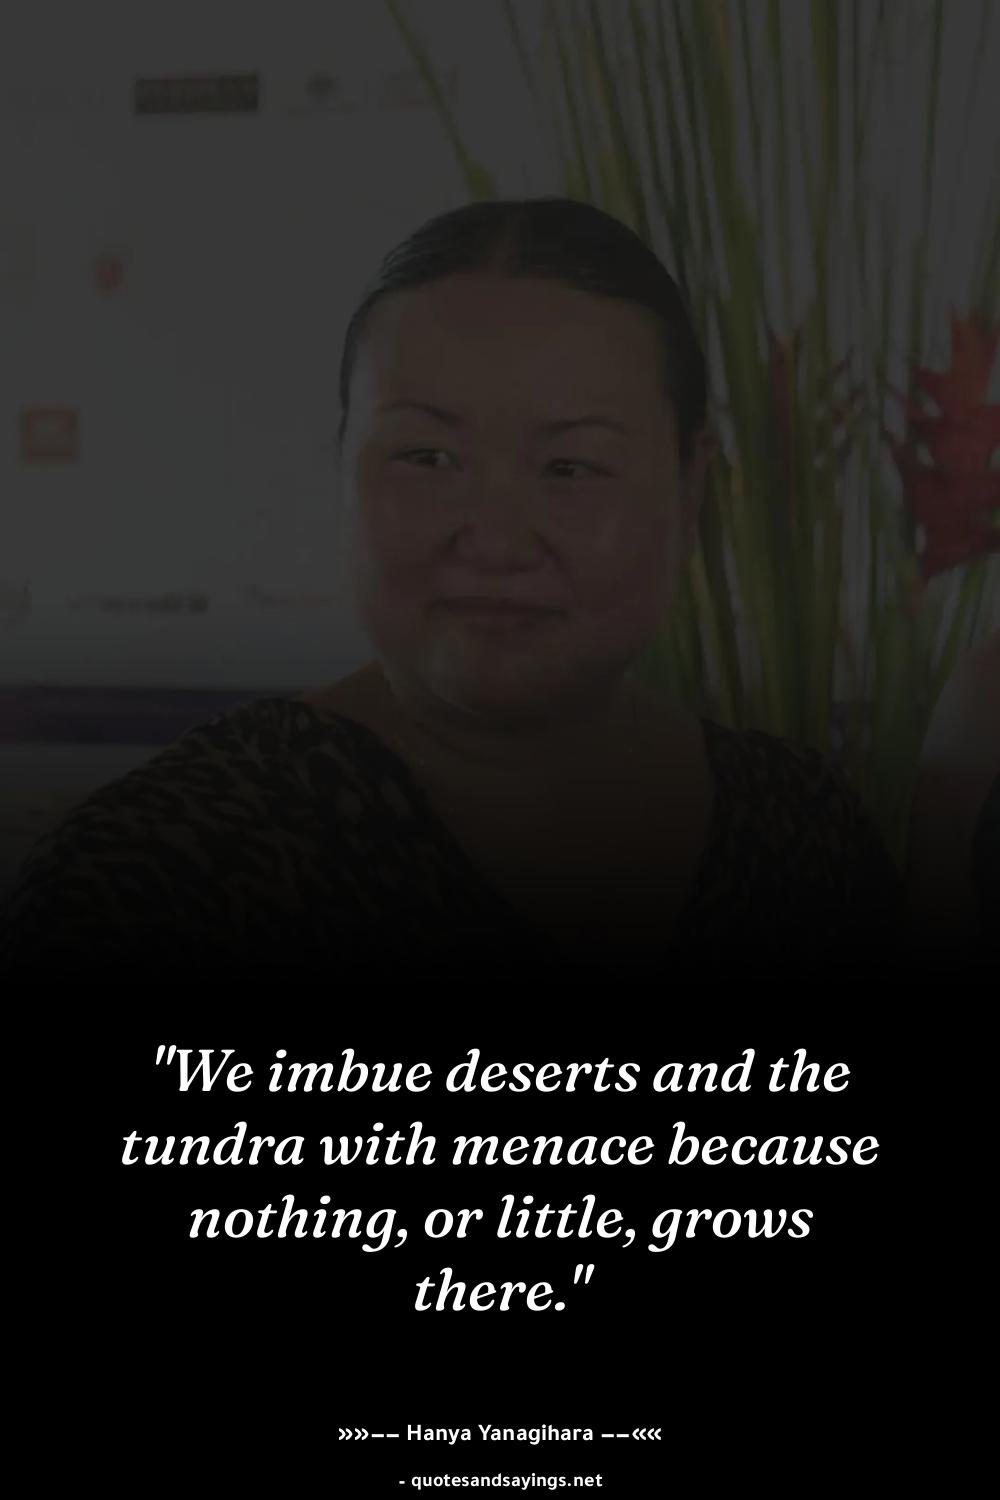 "We imbue deserts and the
tundra with menace because
nothing, or little, grows
there."
»»–– Hanya Yanagihara ––««
- quotesandsayings.net